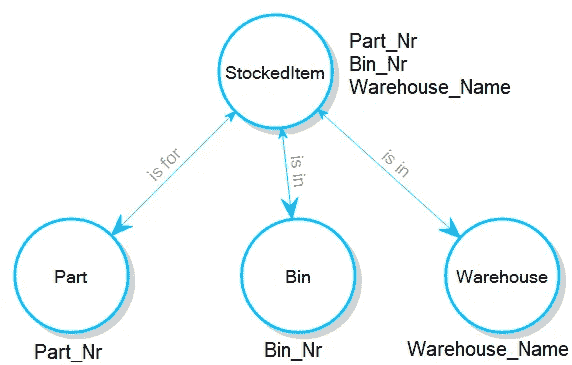 StockedItem
Part_Nr
Bin_Nr
Warehouse_Name
is for
is in
is in
Part
Bin
Warehouse
Part_Nr
Bin_Nr
Warehouse_Name